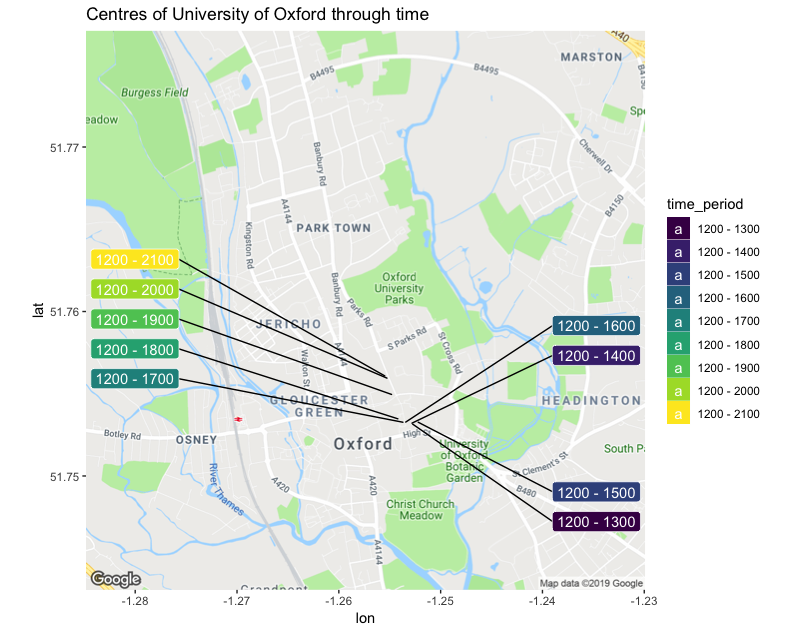 Centres of University of Oxford through time
A40
MARSTON
B4495
B4495
B4150
Burgess Field
eadow
Spe
51.77
Banbury Rd
Cherwell Dr
A4144
B4150
time_period
a 1200 - 1300
a 1200 - 1400
a 1200 - 1500
a 1200 - 1600
a 1200 - 1700
a 1200 - 1800
a 1200 - 1900
a 1200 - 2000
a 1200 - 2100
PARK TOWN
Kingston Rd
1200 - 2100
Oxford
University
Parks
Banbury Rd
1200 - 2000
lat
51.76
Parks Rd
1200 - 1900
JERICHO
1200 - 1600
S Parks Rd
St Cross Rd
1200 - 1800
A4144
Walton St
1200 - 1400
1200 - 1700
GLOUCESTER
GREEN
HEADINGTON
Botley Rd
OSNEY
Oxford
High St
University
of Oxford
Botanic
Garden
South Pa
St Clement's St
51.75
River Thames
A420
A420
B480
1200 - 1500
Christ Church
Meadow
1200 - 1300
A4144
Google
Grandpont
Map data ©2019 Google
-1.28
-1.27
-1.26
-1.25
-1.24
-1.23
lon